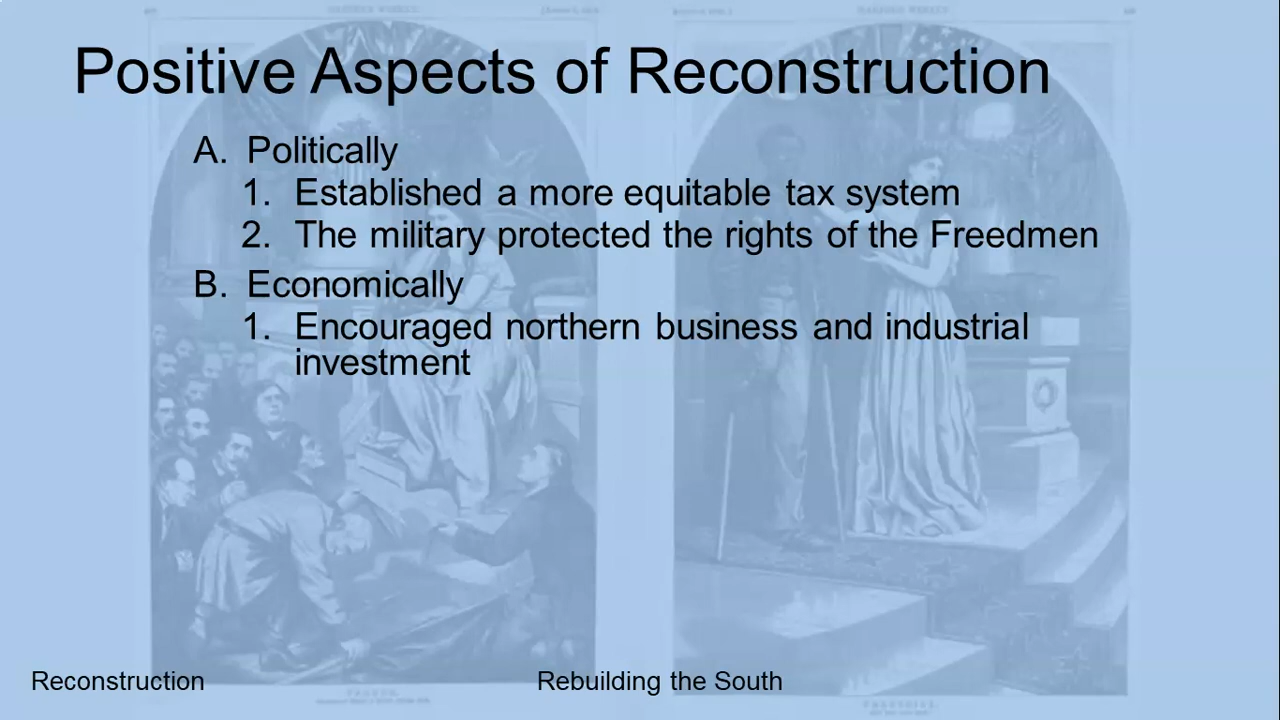 Positive Aspects of Reconstruction
A. Politically
1. Established a more equitable tax system
2. The military protected the rights of the Freedmen
B. Economically
1. Encouraged northern business and industrial
investment
Reconstruction
Rebuilding the South